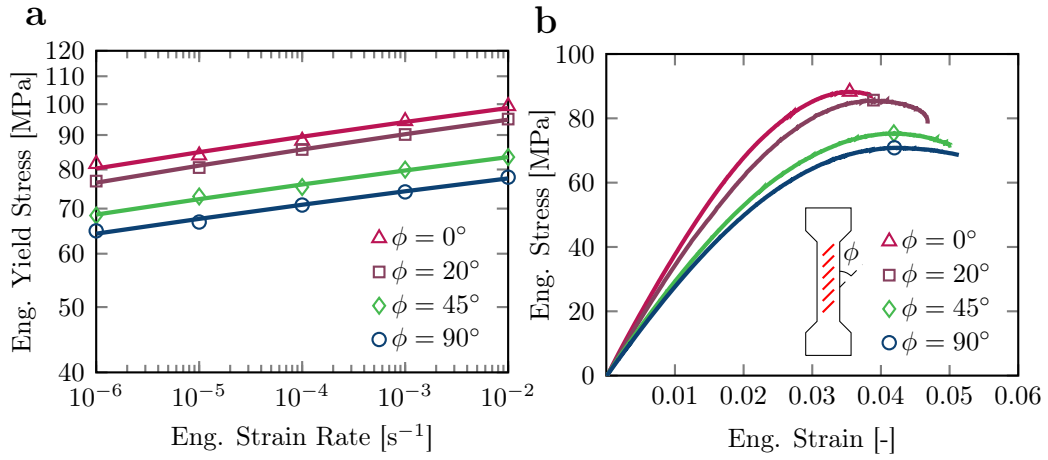 a
Eng. Yield Stress [MPa]
120
110
100
90
80
70
60
50
40
10⁻⁶
10⁻⁵
10⁻⁴
10⁻³
10⁻²
Eng. Strain Rate [s⁻¹]
ϕ = 0°
ϕ = 20°
ϕ = 45°
ϕ = 90°
b
Eng. Stress [MPa]
100
80
60
40
20
0
0.01
0.02
0.03
0.04
0.05
0.06
Eng. Strain [-]
ϕ
ϕ = 0°
ϕ = 20°
ϕ = 45°
ϕ = 90°